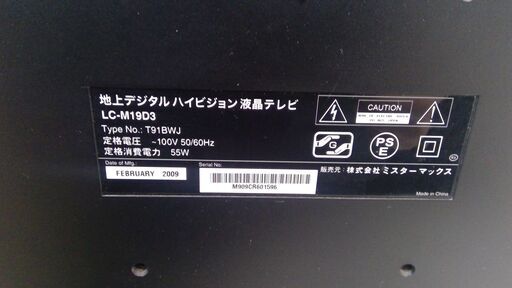 地上デジタル ハイビジョン 液晶テレビ
LC-M19D3
Type No.: T91BWJ
定格電圧 ~100V 50/60Hz
定格消費電力 55W
Date of Mfg.:
FEBRUARY 2009
Serial No.:
M909CR601596
CAUTION
G
PS
E
販売元：株式会社 ミスターマックス
Made in China